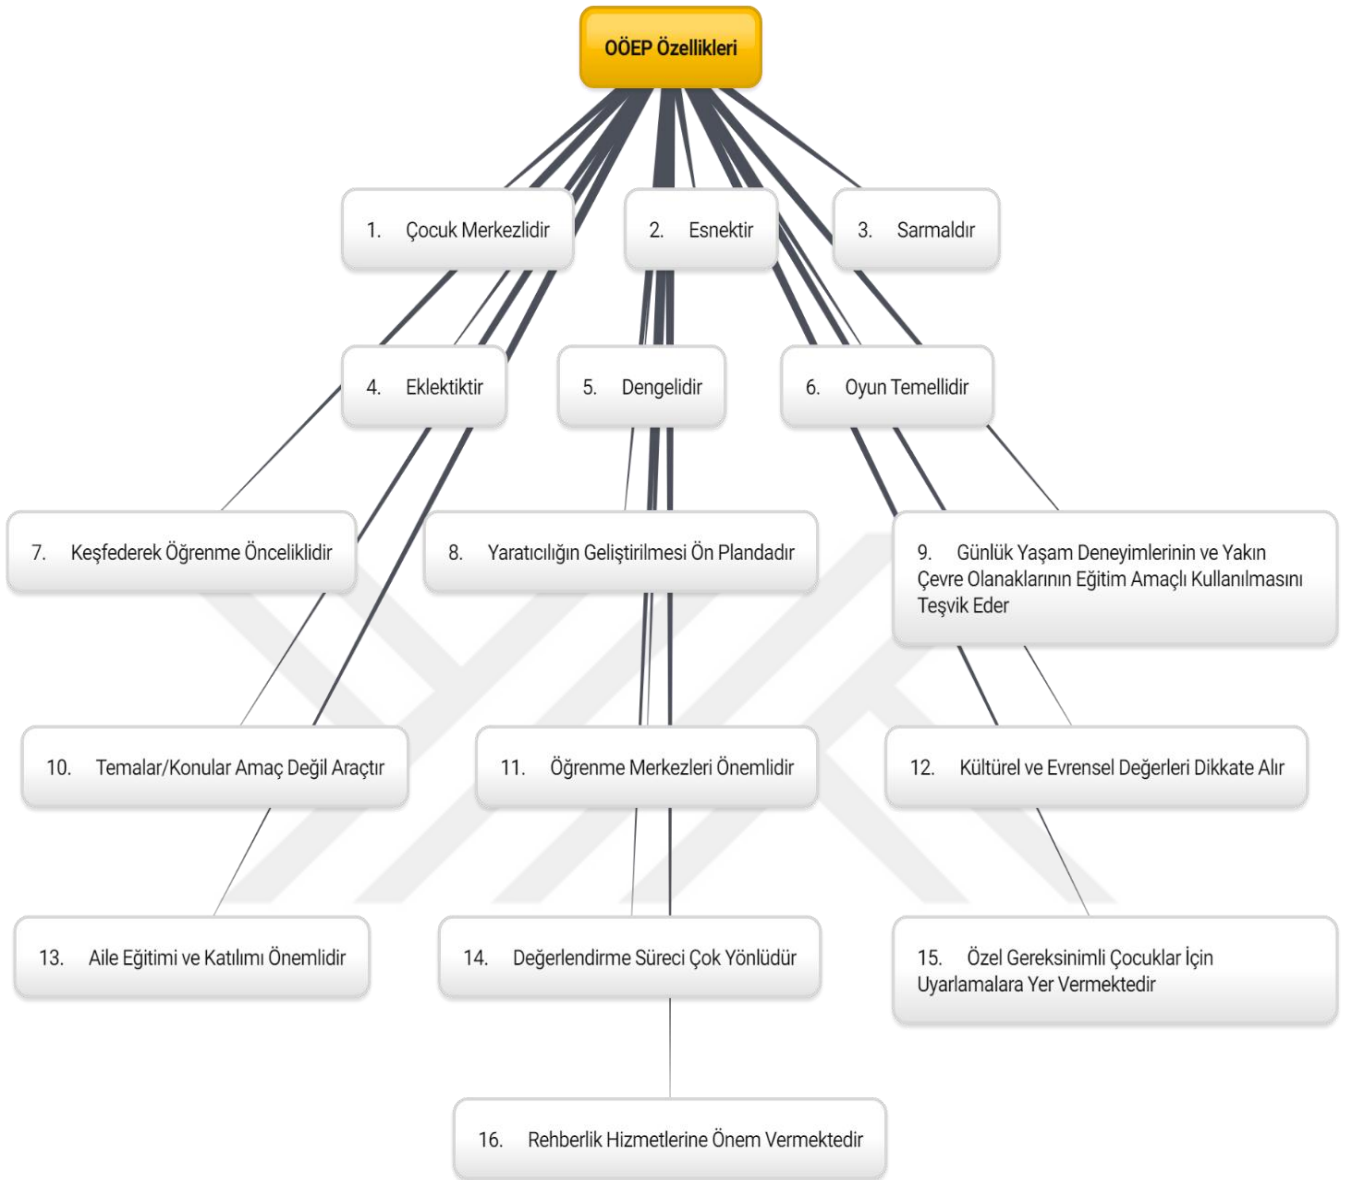 OÖEP Özellikleri
1. Çocuk Merkezlidir
2. Esnektir
3. Sarmaldır
4. Eklektiktir
5. Dengelidir
6. Oyun Temellidir
7. Keşfederek Öğrenme Önceliklidir
8. Yaratıcılığın Geliştirilmesi Ön Plandadır
9. Günlük Yaşam Deneyimlerinin ve Yakın
Çevre Olanaklarının Eğitim Amaçlı Kullanılmasını
Teşvik Eder
10. Temalar/Konular Amaç Değil Araçtır
11. Öğrenme Merkezleri Önemlidir
12. Kültürel ve Evrensel Değerleri Dikkate Alır
13. Aile Eğitimi ve Katılımı Önemlidir
14. Değerlendirme Süreci Çok Yönlüdür
15. Özel Gereksinimli Çocuklar İçin
Uyarlamalara Yer Vermektedir
16. Rehberlik Hizmetlerine Önem Vermektedir